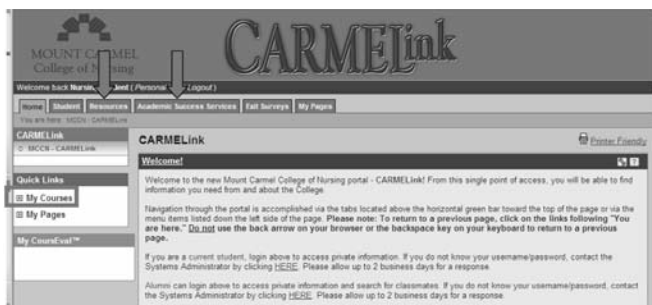 MOUNT CARMEL
College of Nursing
CARMELink
Welcome back (Personal Logout)
Home Student Resources Academic Success Services Exit Surveys My Pages
You are here: MCCN - CARMELink
CARMELink
MCCN - CARMELink
Quick Links
My Courses
My Pages
My CoursEval™
CARMELink
Printer Friendly
Welcome!
Welcome to the new Mount Carmel College of Nursing portal - CARMELink! From this single point of access, you will be able to find
information you need from and about the College.
Navigation through the portal is accomplished via the tabs located above the horizontal green bar toward the top of the page or via the
menu items listed down the left side of the page. Please note: To return to a previous page, click on the links following "You
are here." Do not use the back arrow on your browser or the backspace key on your keyboard to return to a previous
page.
If you are a current student, login above to access private information. If you do not know your username/password, contact the
Systems Administrator by clicking HERE. Please allow up to 2 business days for a response.
Alumni can login above to access private information and search for classmates. If you do not know your username/password, contact
the Systems Administrator by clicking HERE. Please allow up to 2 business days for a response.